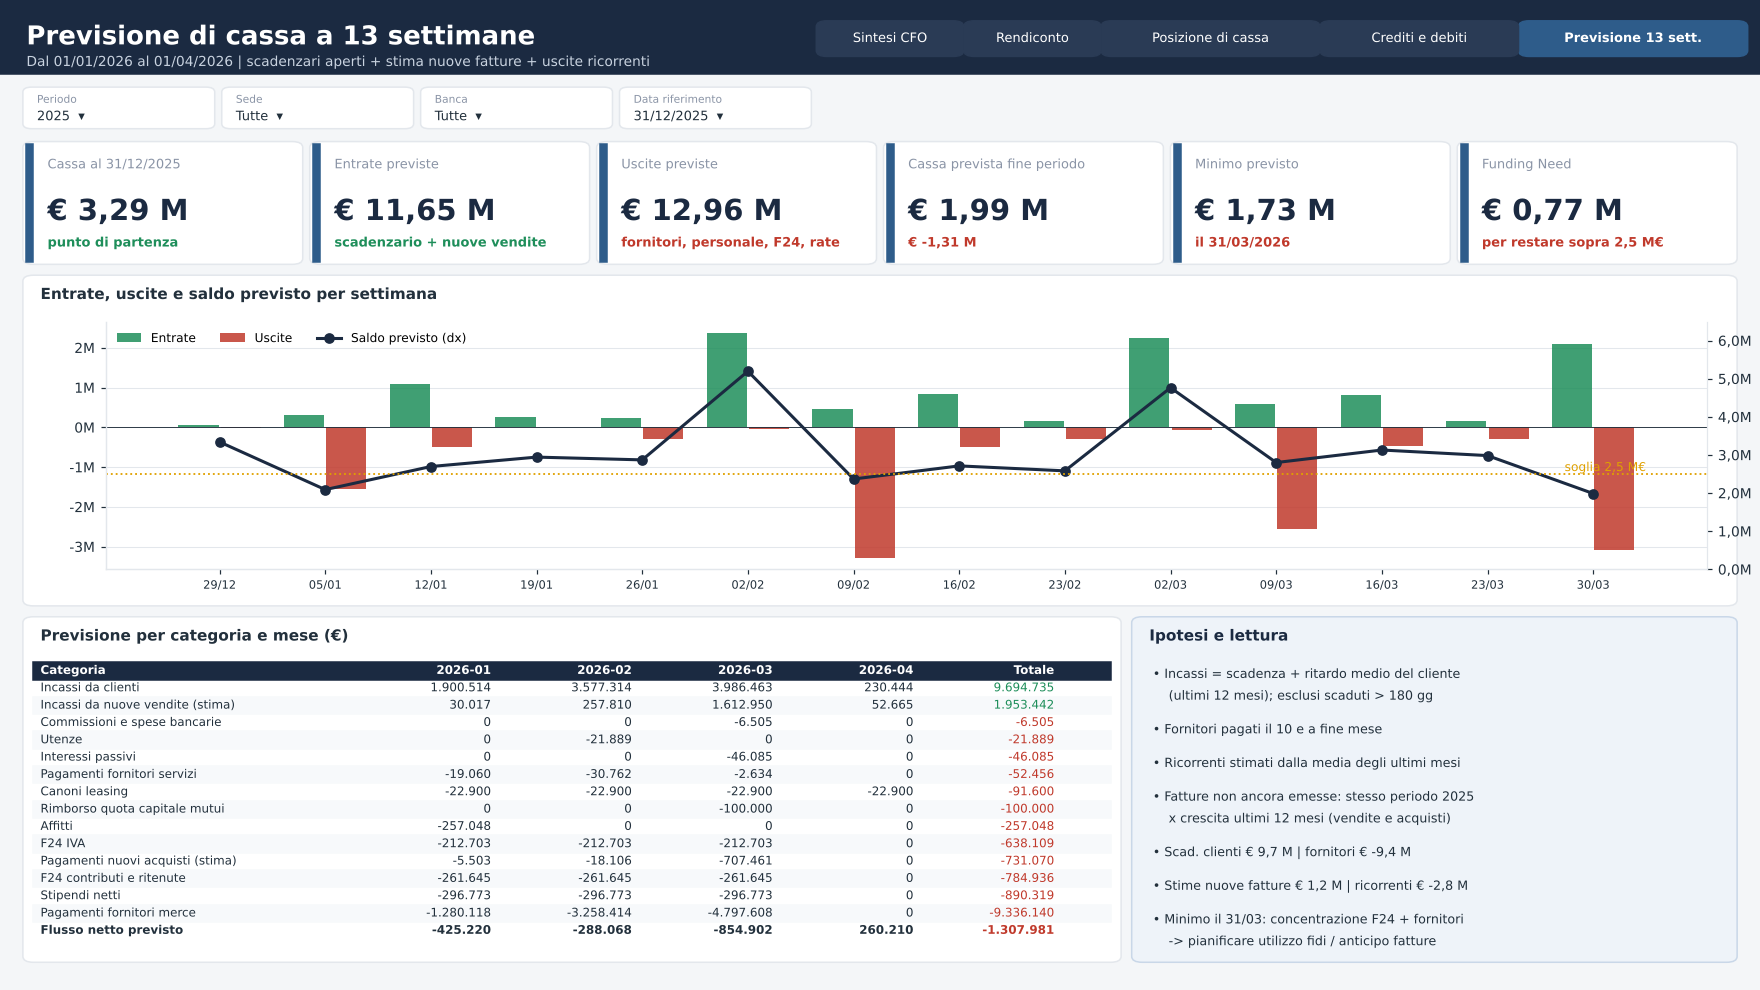 Previsione di cassa a 13 settimane
Dal 01/01/2026 al 01/04/2026 | scadenzari aperti + stima nuove fatture + uscite ricorrenti
Sintesi CFO
Rendiconto
Posizione di cassa
Crediti e debiti
Previsione 13 sett.
Periodo
2025 ▾
Sede
Tutte ▾
Banca
Tutte ▾
Data riferimento
31/12/2025 ▾
Cassa al 31/12/2025
€ 3,29 M
punto di partenza
Entrate previste
€ 11,65 M
scadenzario + nuove vendite
Uscite previste
€ 12,96 M
fornitori, personale, F24, rate
Cassa prevista fine periodo
€ 1,99 M
€ -1,31 M
Minimo previsto
€ 1,73 M
il 31/03/2026
Funding Need
€ 0,77 M
per restare sopra 2,5 M€
Entrate, uscite e saldo previsto per settimana
Entrate Uscite Saldo previsto (dx)
2M
1M
0M
-1M
-2M
-3M
6,0M
5,0M
4,0M
3,0M
2,0M
1,0M
0,0M
soglia 2,5 M€
29/12 05/01 12/01 19/01 26/01 02/02 09/02 16/02 23/02 02/03 09/03 16/03 23/03 30/03
Previsione per categoria e mese (€)
Categoria 2026-01 2026-02 2026-03 2026-04 Totale
Incassi da clienti 1.900.514 3.577.314 3.986.463 230.444 9.694.735
Incassi da nuove vendite (stima) 30.017 257.810 1.612.950 52.665 1.953.442
Commissioni e spese bancarie 0 0 -6.505 0 -6.505
Utenze 0 -21.889 0 0 -21.889
Interessi passivi 0 0 -46.085 0 -46.085
Pagamenti fornitori servizi -19.060 -30.762 -2.634 0 -52.456
Canoni leasing -22.900 -22.900 -22.900 -22.900 -91.600
Rimborso quota capitale mutui 0 0 -100.000 0 -100.000
Affitti -257.048 0 0 0 -257.048
F24 IVA -212.703 -212.703 -212.703 0 -638.109
Pagamenti nuovi acquisti (stima) -5.503 -18.106 -707.461 0 -731.070
F24 contributi e ritenute -261.645 -261.645 -261.645 0 -784.936
Stipendi netti -296.773 -296.773 -296.773 0 -890.319
Pagamenti fornitori merce -1.280.118 -3.258.414 -4.797.608 0 -9.336.140
Flusso netto previsto -425.220 -288.068 -854.902 260.210 -1.307.981
Ipotesi e lettura
• Incassi = scadenza + ritardo medio del cliente
(ultimi 12 mesi); esclusi scaduti > 180 gg
• Fornitori pagati il 10 e a fine mese
• Ricorrenti stimati dalla media degli ultimi mesi
• Fatture non ancora emesse: stesso periodo 2025
x crescita ultimi 12 mesi (vendite e acquisti)
• Scad. clienti € 9,7 M | fornitori € -9,4 M
• Stime nuove fatture € 1,2 M | ricorrenti € -2,8 M
• Minimo il 31/03: concentrazione F24 + fornitori
-> pianificare utilizzo fidi / anticipo fatture